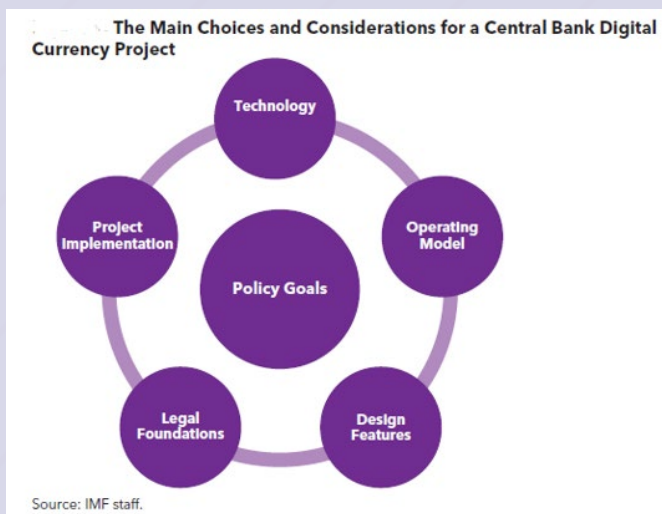 The Main Choices and Considerations for a Central Bank Digital
Currency Project
Technology
Project
Implementation
Operating
Model
Policy Goals
Legal
Foundations
Design
Features
Source: IMF staff.